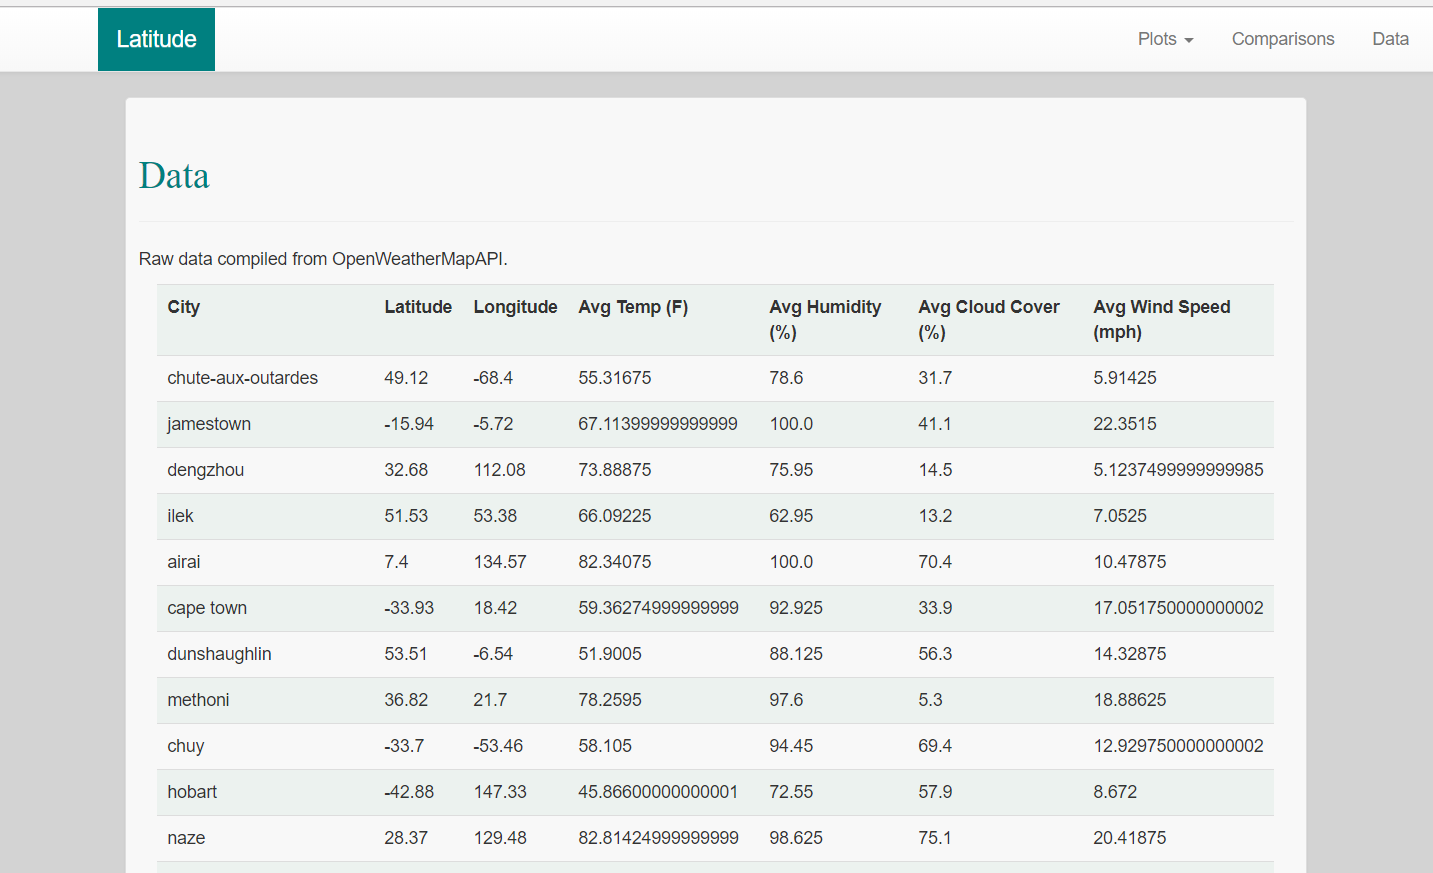 Latitude
Plots Comparisons Data
Data
Raw data compiled from OpenWeatherMapAPI.
City Latitude Longitude Avg Temp (F) Avg Humidity (%) Avg Cloud Cover (%) Avg Wind Speed (mph)
chute-aux-outardes 49.12 -68.4 55.31675 78.6 31.7 5.91425
jamestown -15.94 -5.72 67.11399999999999 100.0 41.1 22.3515
dengzhou 32.68 112.08 73.88875 75.95 14.5 5.1237499999999985
ilek 51.53 53.38 66.09225 62.95 13.2 7.0525
airai 7.4 134.57 82.34075 100.0 70.4 10.47875
cape town -33.93 18.42 59.36274999999999 92.925 33.9 17.051750000000002
dunshaughlin 53.51 -6.54 51.9005 88.125 56.3 14.32875
methoni 36.82 21.7 78.2595 97.6 5.3 18.88625
chuy -33.7 -53.46 58.105 94.45 69.4 12.929750000000002
hobart -42.88 147.33 45.86600000000001 72.55 57.9 8.672
naze 28.37 129.48 82.81424999999999 98.625 75.1 20.41875